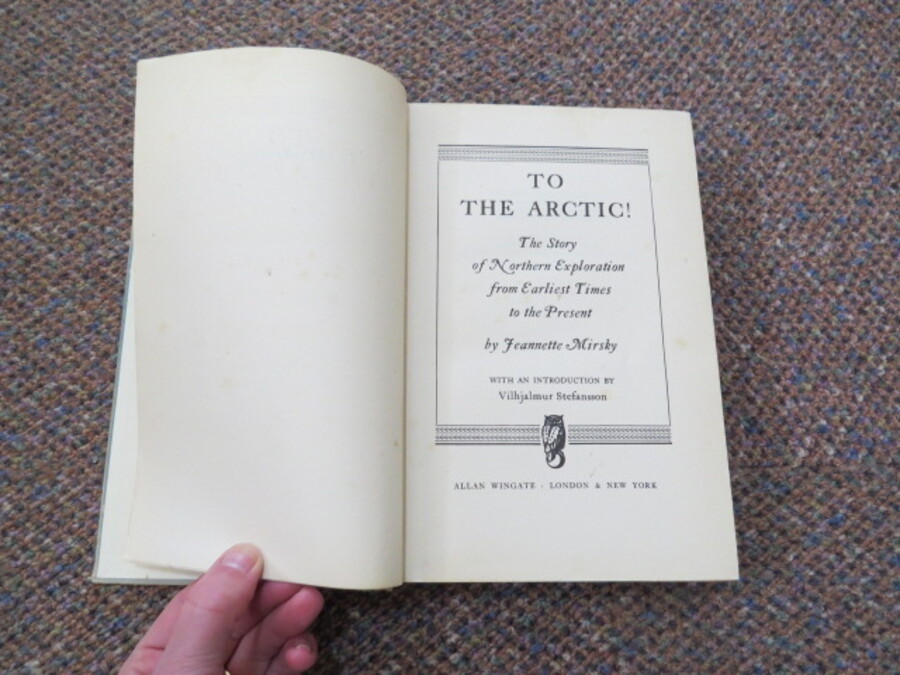 TO
THE ARCTIC!
The Story
of Northern Exploration
from Earliest Times
to the Present
by Jeannette Mirsky
WITH AN INTRODUCTION BY
Vilhjalmur Stefansson
ALLAN WINGATE · LONDON & NEW YORK